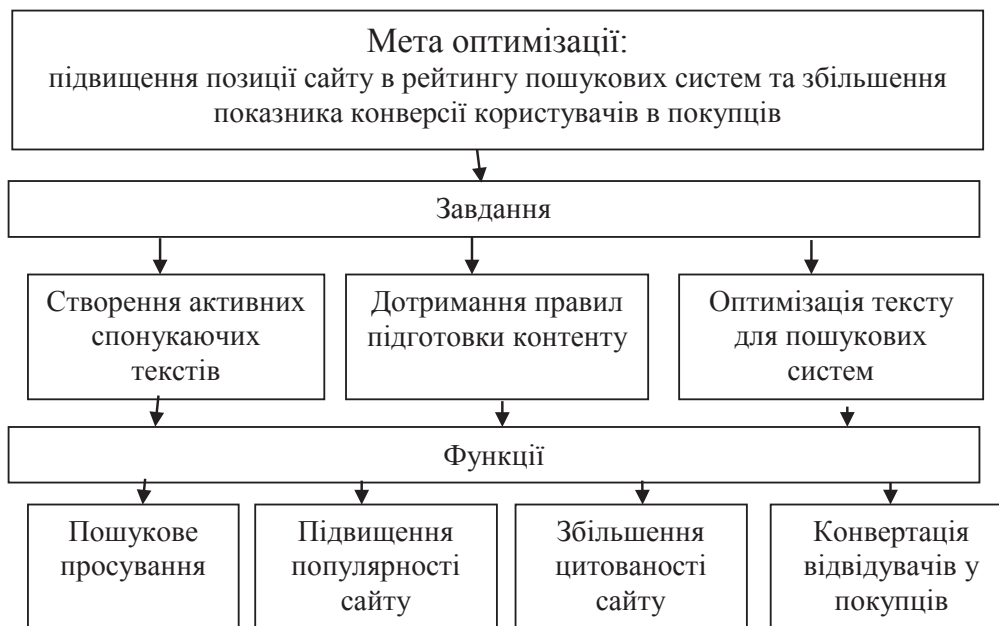 Мета оптимізації:
підвищення позиції сайту в рейтингу пошукових систем та збільшення
показника конверсії користувачів в покупців
Завдання
Створення активних
спонукаючих
текстів
Дотримання правил
підготовки контенту
Оптимізація тексту
для пошукових
систем
Функції
Пошукове
просування
Підвищення
популярності
сайту
Збільшення
цитованості
сайту
Конвертація
відвідувачів у
покупців